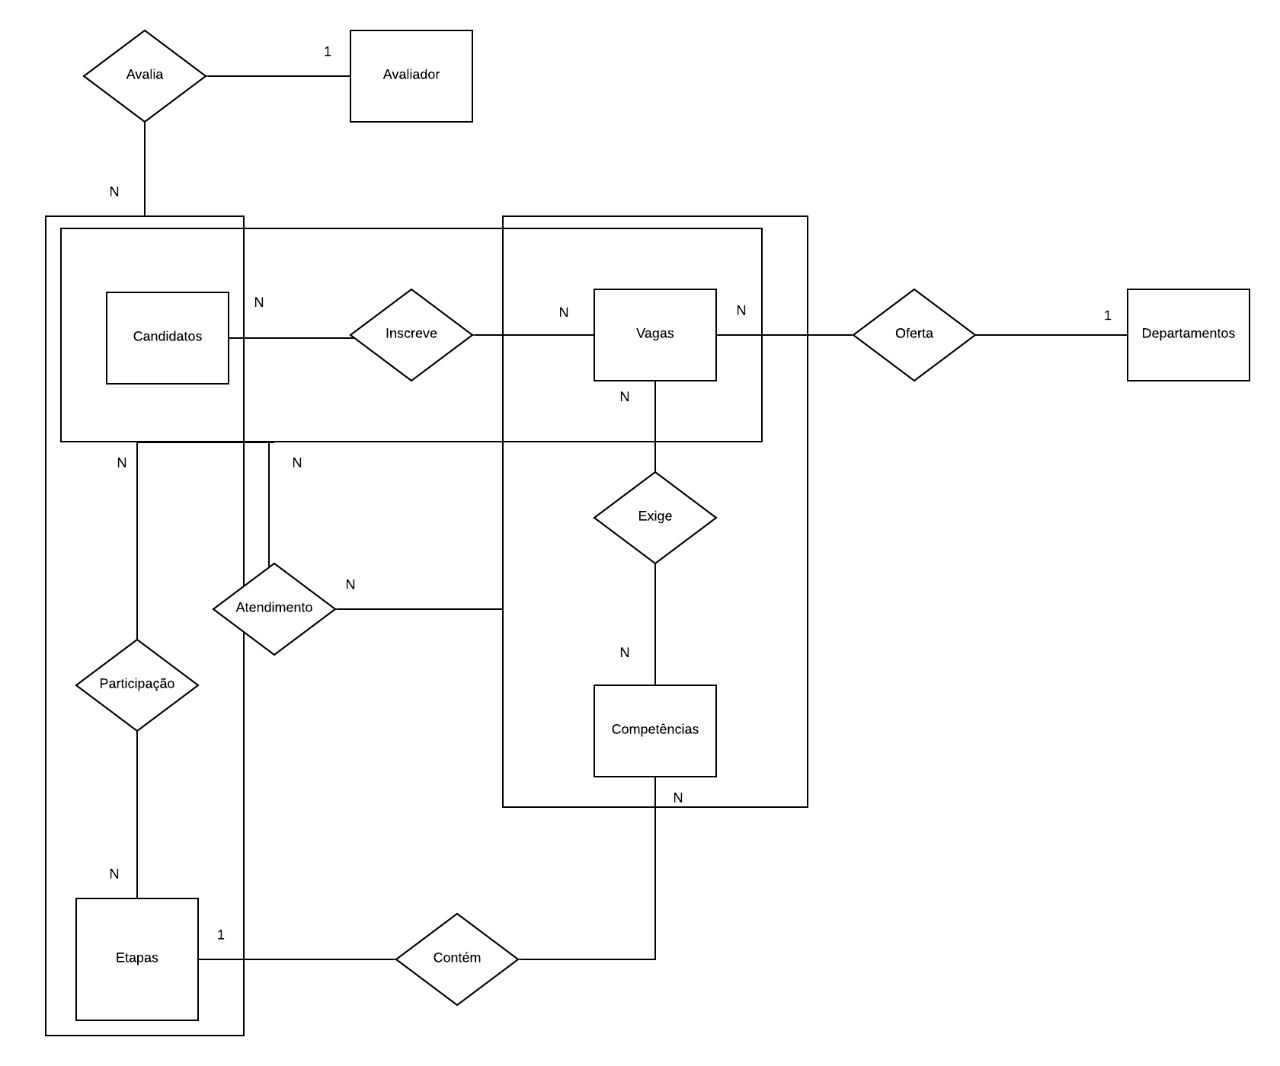 Avalia
1
Avaliador
N
Candidatos
N
Inscreve
N
Vagas
N
Oferta
1
Departamentos
N
N
N
Exige
Atendimento
N
N
Participação
Competências
N
N
Etapas
1
Contém